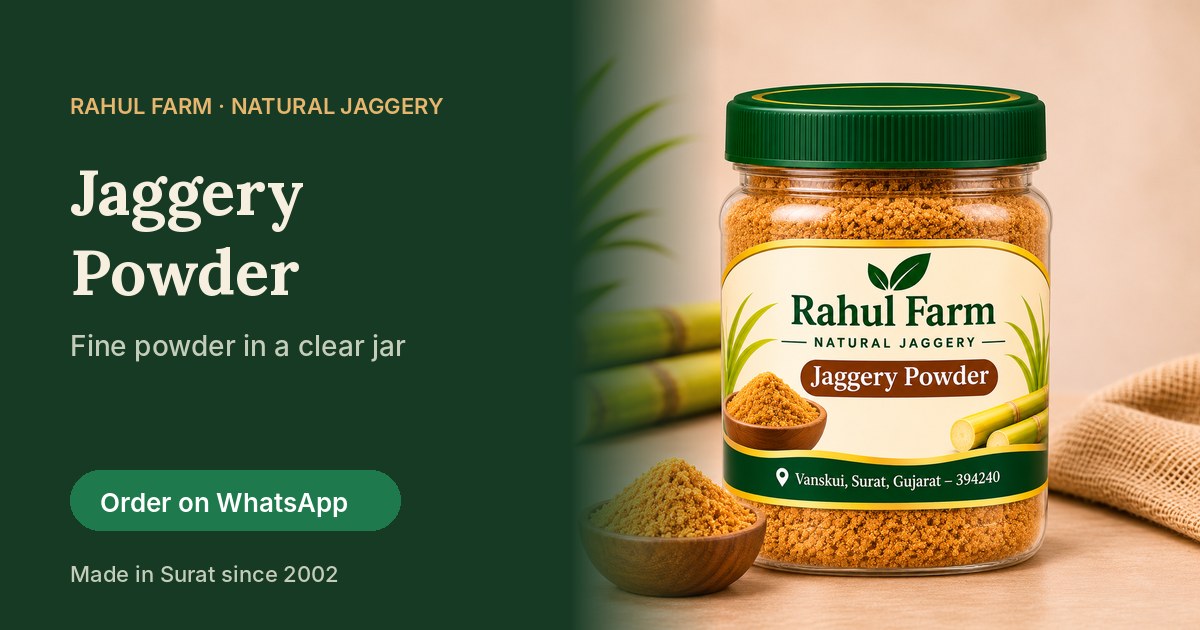 RAHUL FARM · NATURAL JAGGERY
Jaggery
Powder
Fine powder in a clear jar
Order on WhatsApp
Made in Surat since 2002
Rahul Farm
NATURAL JAGGERY
Jaggery Powder
Vanskui, Surat, Gujarat – 394240